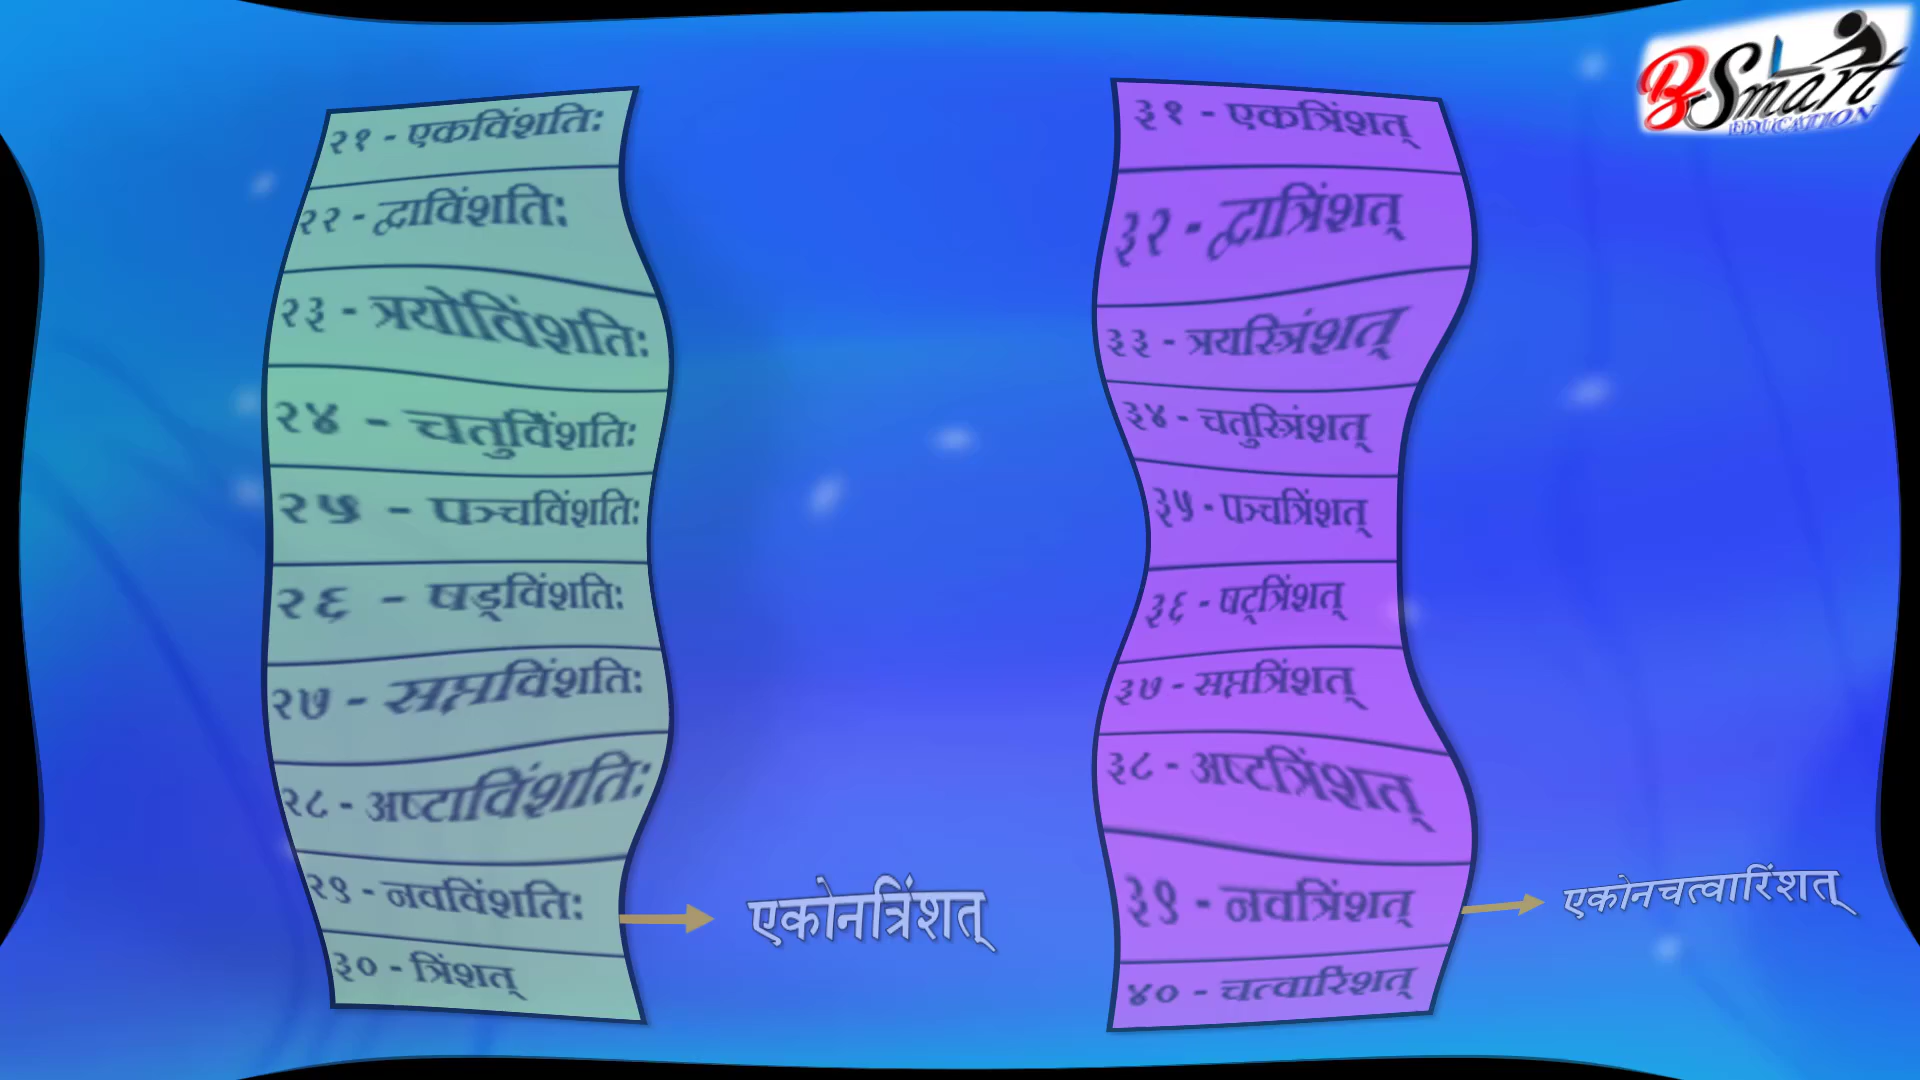 २१ - एकविंशतिः
२२ - द्वाविंशतिः
२३ - त्रयोविंशतिः
२४ - चतुर्विंशतिः
२५ - पञ्चविंशतिः
२६ - षड्विंशतिः
२७ - सप्तविंशतिः
२८ - अष्टाविंशतिः
२९ - नवविंशतिः
एकोनत्रिंशत्
३० - त्रिंशत्
३१ - एकत्रिंशत्
३२ - द्वात्रिंशत्
३३ - त्रयस्त्रिंशत्
३४ - चतुस्त्रिंशत्
३५ - पञ्चत्रिंशत्
३६ - षट्त्रिंशत्
३७ - सप्तत्रिंशत्
३८ - अष्टत्रिंशत्
३९ - नवत्रिंशत्
एकोनचत्वारिंशत्
४० - चत्वारिंशत्
Br Smart
EDUCATION